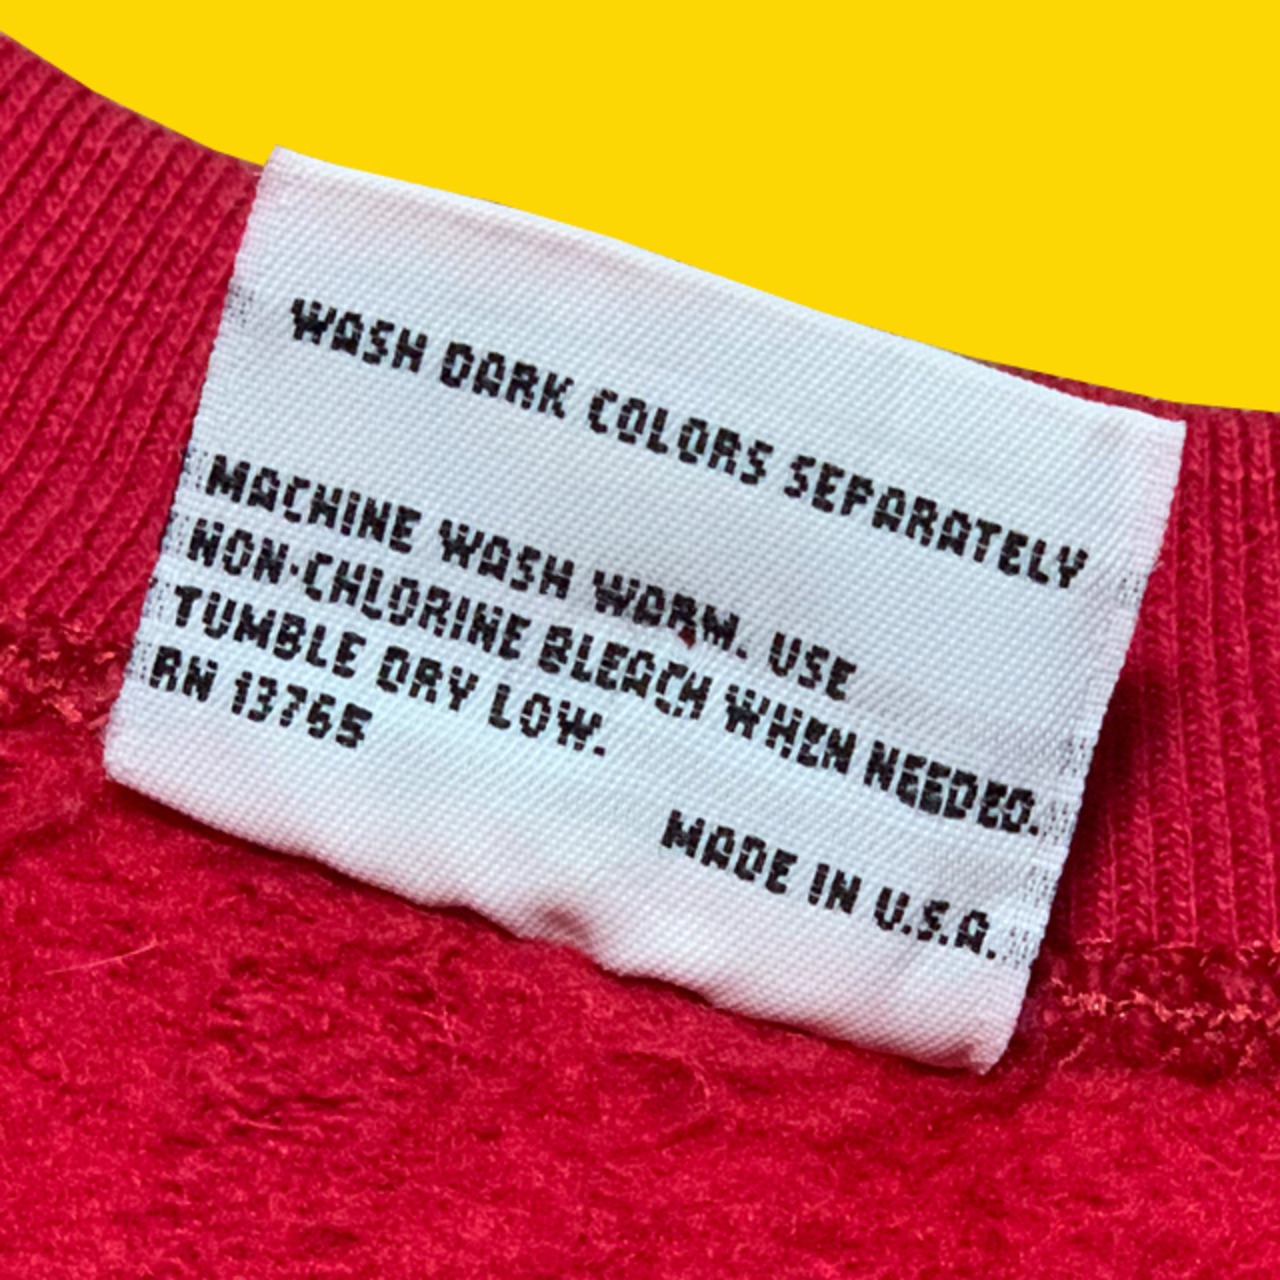 WASH DARK COLORS SEPARATELY
MACHINE WASH WARM. USE
NON-CHLORINE BLEACH WHEN NEEDED.
TUMBLE DRY LOW.
RN 13765
MADE IN U.S.A.